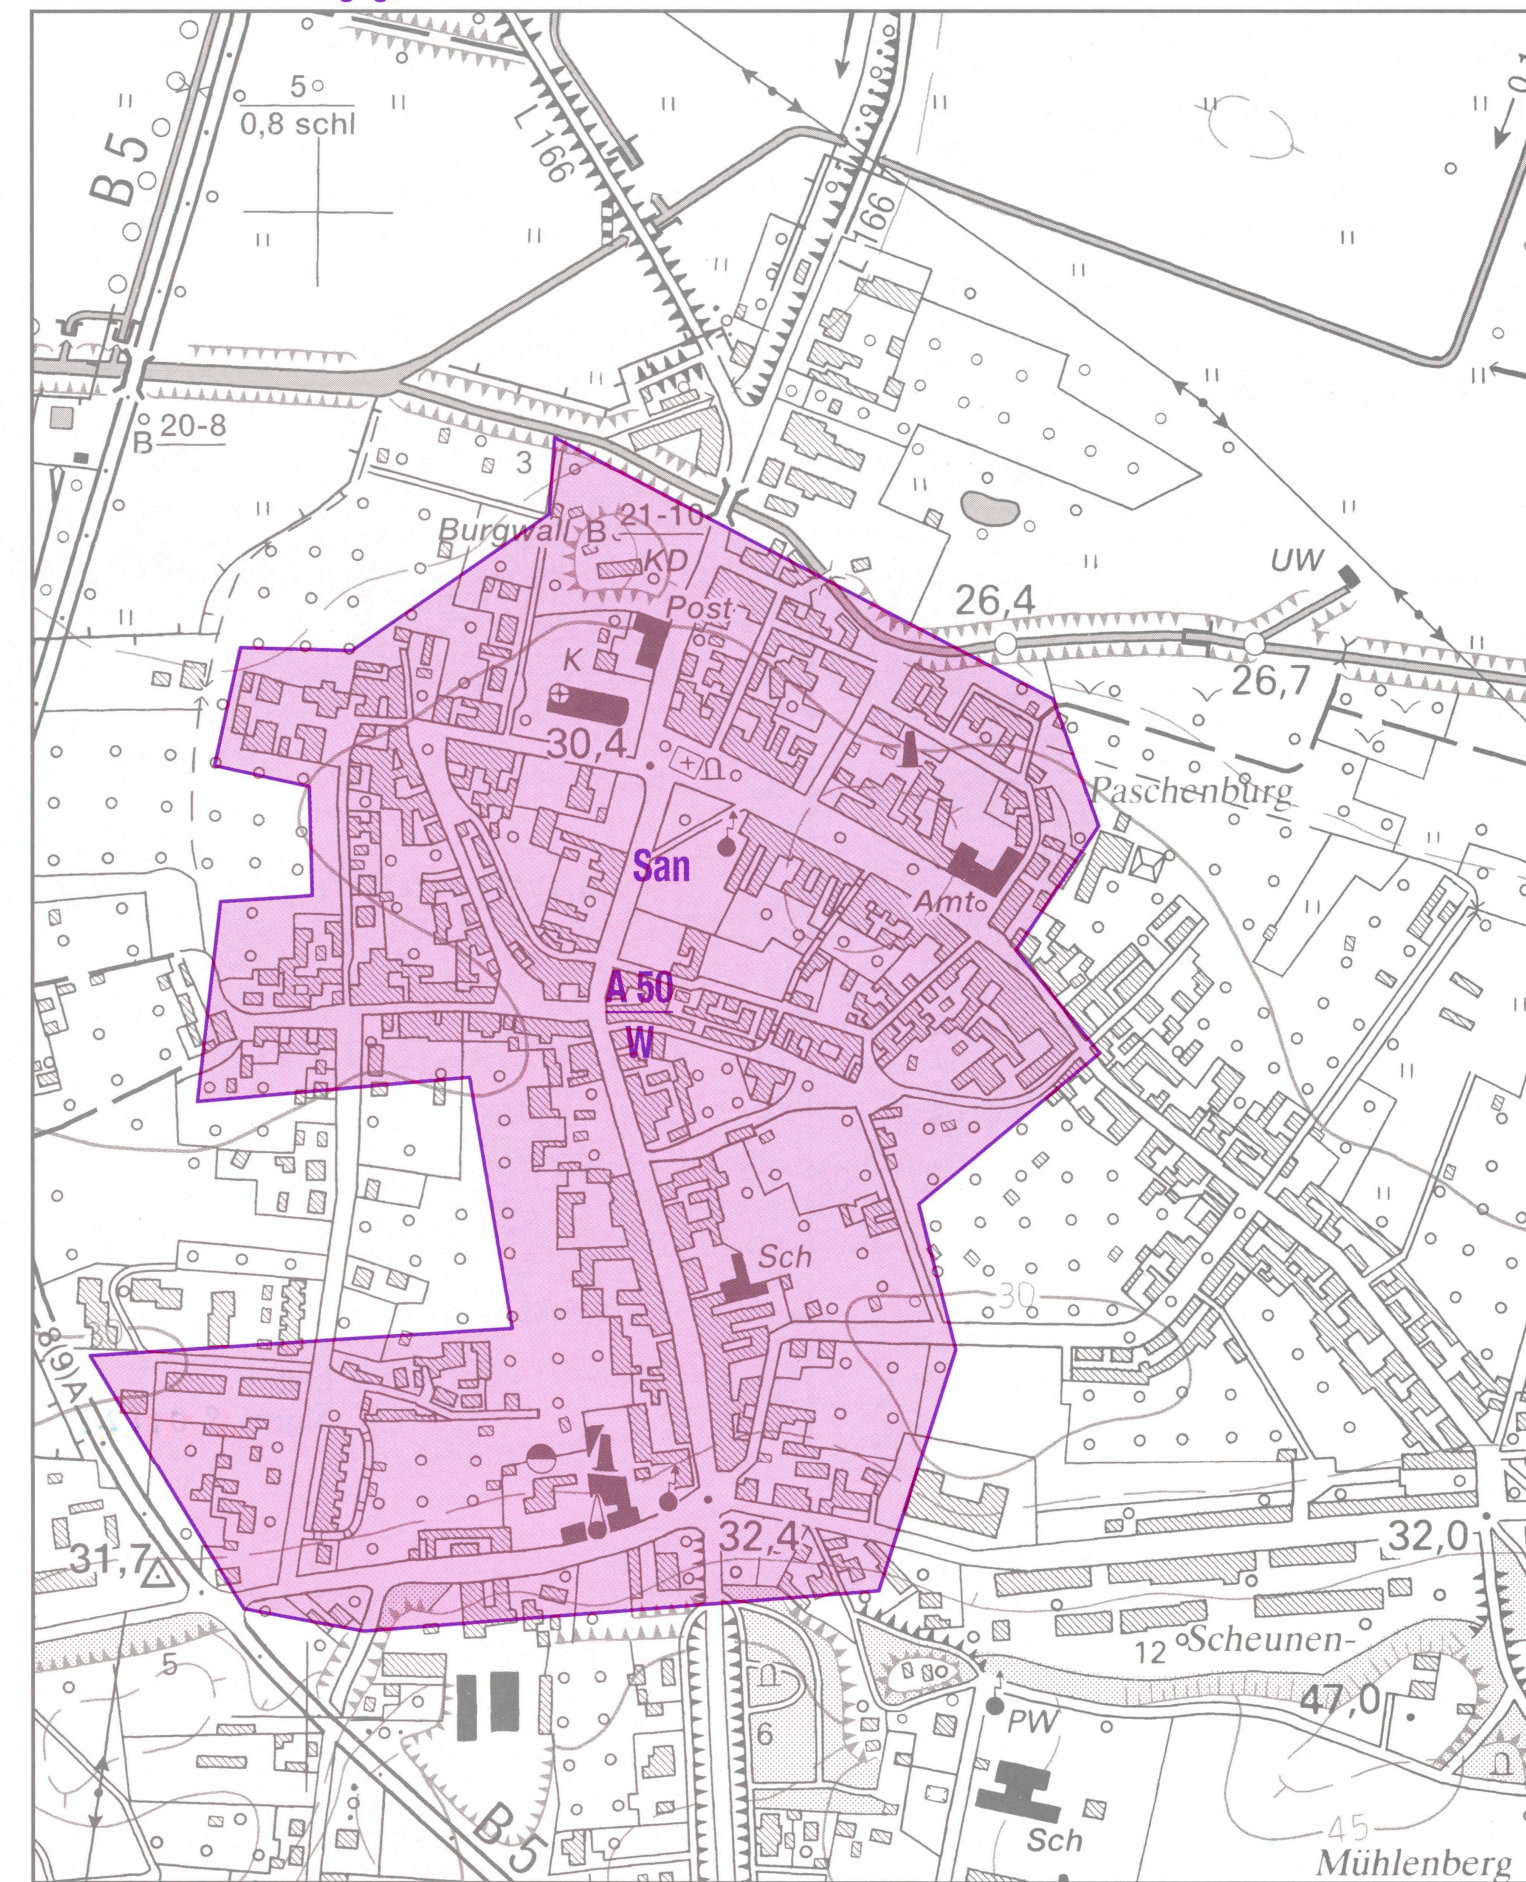 5
0,8 schl
B 5
L 166
L 166
B 20-8
3
21-10
Burgwall B
KD
UW
26,4
Post
K
26,7
30,4
Paschenburg
San
Amt
A 50
W
Sch
30
8(9)A
32,4
32,0
31,7
12
Scheunen-
5
47,0
6
PW
B 5
Sch
45
Mühlenberg